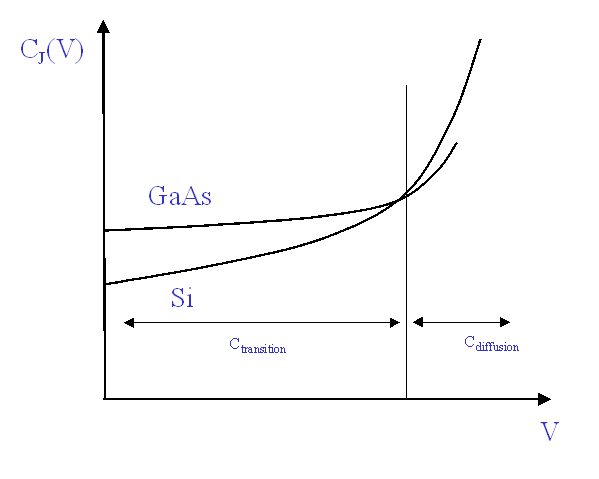 CJ(V)
GaAs
Si
Ctransition
Cdiffusion
V